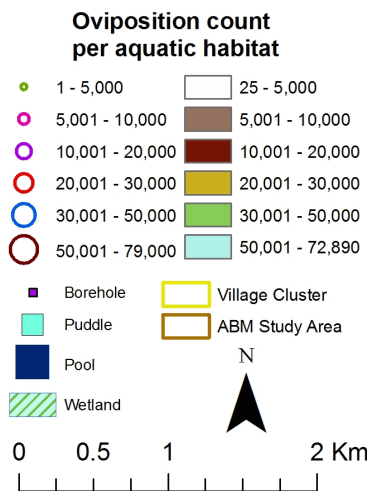 Oviposition count
per aquatic habitat
1 - 5,000 25 - 5,000
5,001 - 10,000 5,001 - 10,000
10,001 - 20,000 10,001 - 20,000
20,001 - 30,000 20,001 - 30,000
30,001 - 50,000 30,001 - 50,000
50,001 - 79,000 50,001 - 72,890
Borehole Village Cluster
Puddle ABM Study Area
Pool N
Wetland
0 0.5 1 2 Km